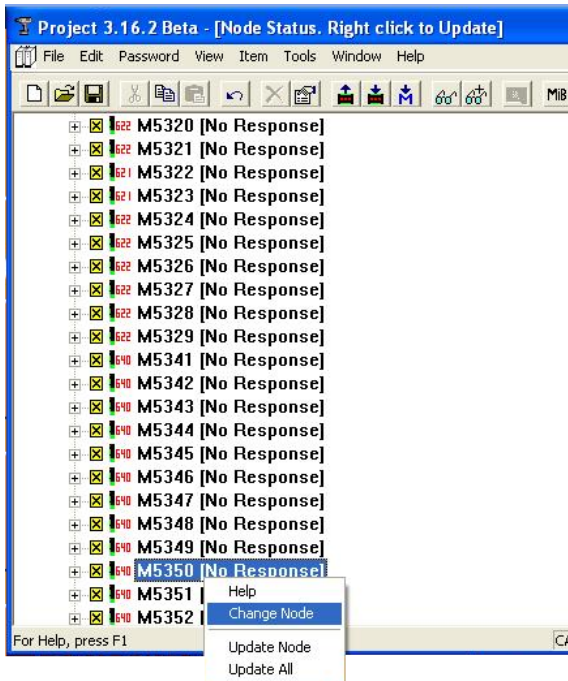 Project 3.16.2 Beta - [Node Status. Right click to Update]
File Edit Password View Item Tools Window Help
MiB
622 M5320 [No Response]
622 M5321 [No Response]
621 M5322 [No Response]
621 M5323 [No Response]
622 M5324 [No Response]
622 M5325 [No Response]
622 M5326 [No Response]
622 M5327 [No Response]
622 M5328 [No Response]
622 M5329 [No Response]
640 M5341 [No Response]
640 M5342 [No Response]
640 M5343 [No Response]
640 M5344 [No Response]
640 M5345 [No Response]
640 M5346 [No Response]
640 M5347 [No Response]
640 M5348 [No Response]
640 M5349 [No Response]
640 M5350 [No Response]
640 M5351 [
640 M5352 [
Help
Change Node
Update Node
Update All
For Help, press F1
CA